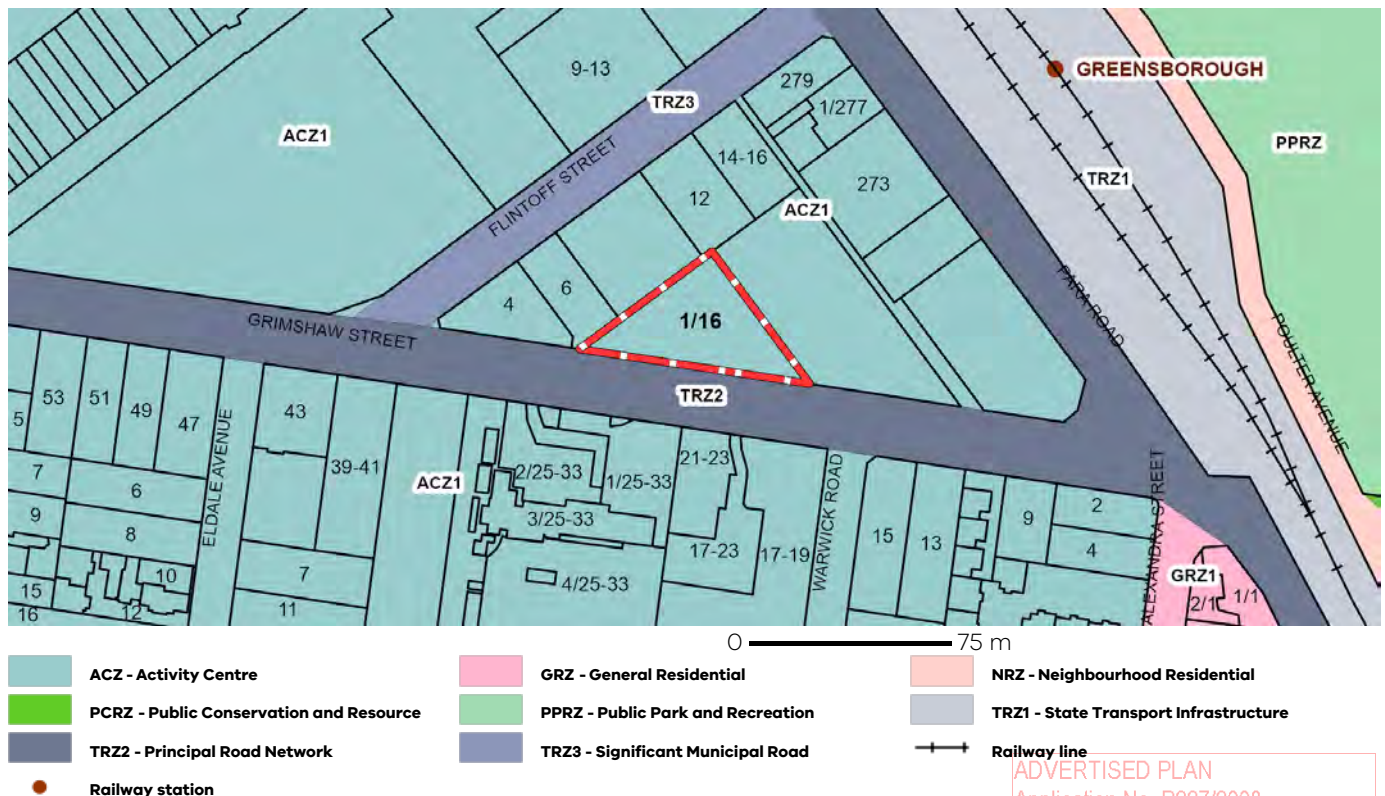 9-13
TRZ3
279
1/277
GREENSBOROUGH
ACZ1
14-16
PPRZ
FLINTOFF STREET
273
TRZ1
12
ACZ1
4
6
1/16
PARA ROAD
POULTER AVENUE
GRIMSHAW STREET
TRZ2
53
51
49
47
5
43
ELDALE AVENUE
39-41
ACZ1
2/25-33
1/25-33
21-23
WARWICK ROAD
7
6
9
8
3/25-33
17-23
17-19
15
13
9
2
4
ALEXANDRA STREET
10
7
4/25-33
GRZ1
15
12
11
2/1
1/1
16
0 75 m
ACZ - Activity Centre
GRZ - General Residential
NRZ - Neighbourhood Residential
PCRZ - Public Conservation and Resource
PPRZ - Public Park and Recreation
TRZ1 - State Transport Infrastructure
TRZ2 - Principal Road Network
TRZ3 - Significant Municipal Road
Railway line
Railway station
ADVERTISED PLAN
Application No.